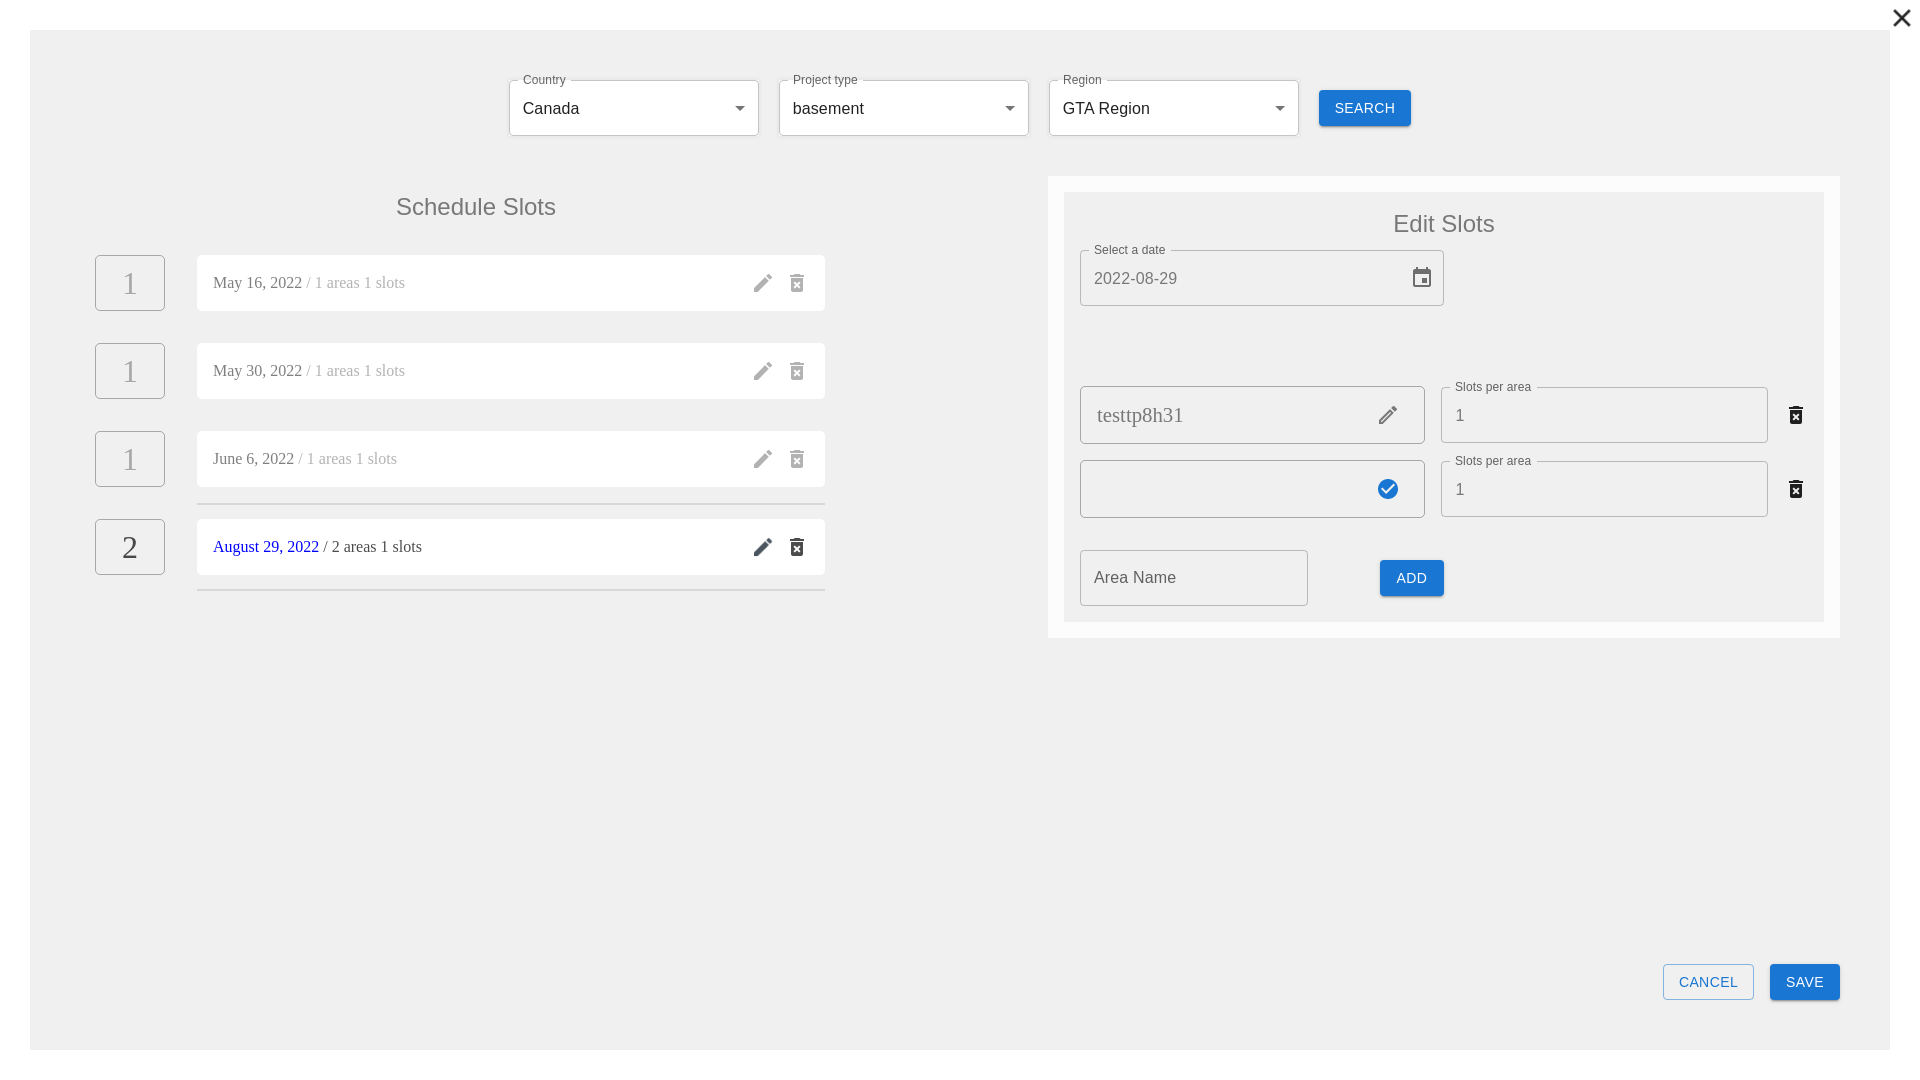 Country
Canada
Project type
basement
Region
GTA Region
SEARCH
Schedule Slots
1
May 16, 2022 / 1 areas 1 slots
1
May 30, 2022 / 1 areas 1 slots
1
June 6, 2022 / 1 areas 1 slots
2
August 29, 2022 / 2 areas 1 slots
Edit Slots
Select a date
2022-08-29
testtp8h31
Slots per area
1
Slots per area
1
Area Name
ADD
CANCEL
SAVE